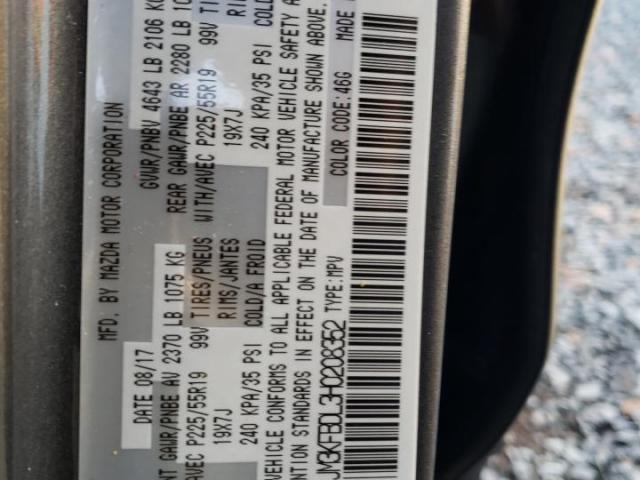 MFD. BY MAZDA MOTOR CORPORATION
DATE 08/17 GVWR/PNBV 4643 LB 2106 KG
GAWR/PNBE AV 2370 LB 1075 KG REAR GAWR/PNBE AR 2280 LB
AVEC P225/55R19 99V TIRES/PNEUS WITH/AVEC P225/55R19 99V
19X7J RIMS/JANTES 19X7J
240 KPA/35 PSI COLD/A FROID 240 KPA/35 PSI COLD
VEHICLE CONFORMS TO ALL APPLICABLE FEDERAL MOTOR VEHICLE SAFETY
STANDARDS IN EFFECT ON THE DATE OF MANUFACTURE SHOWN ABOVE. MADE
JM3KFBDL3H0208352 TYPE:MPV COLOR CODE:46G